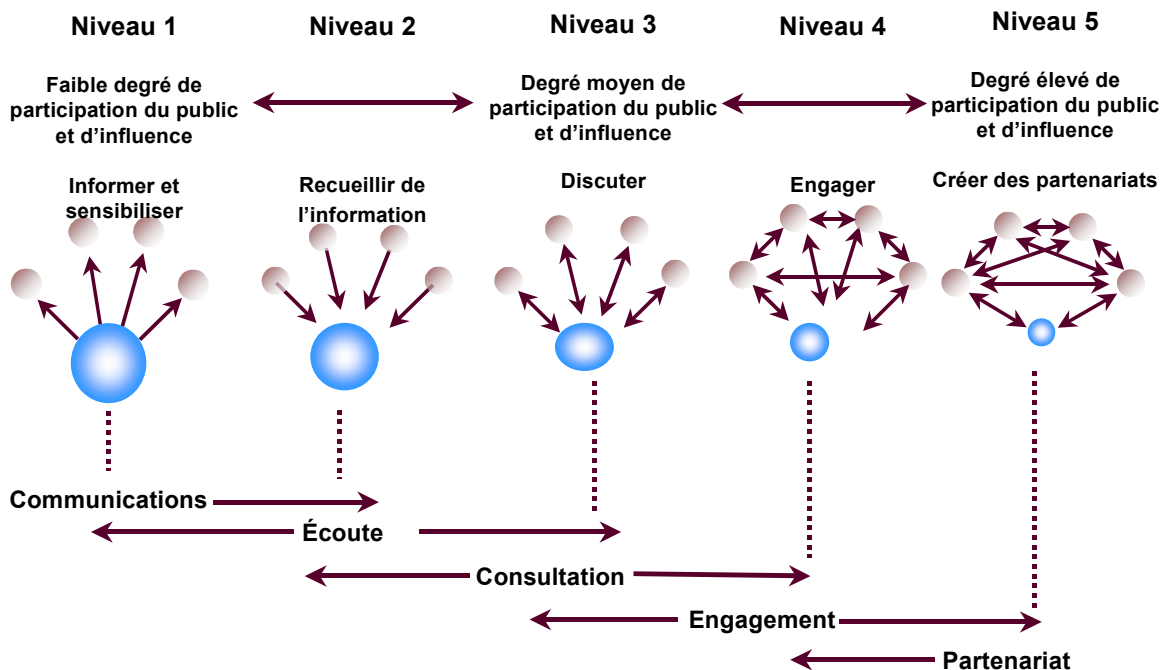 Niveau 1
Niveau 2
Niveau 3
Niveau 4
Niveau 5
Faible degré de
participation du public
et d’influence
Degré moyen de
participation du public
et d’influence
Degré élevé de
participation du public
et d’influence
Informer et
sensibiliser
Recueillir de
l’information
Discuter
Engager
Créer des partenariats
Communications
Écoute
Consultation
Engagement
Partenariat